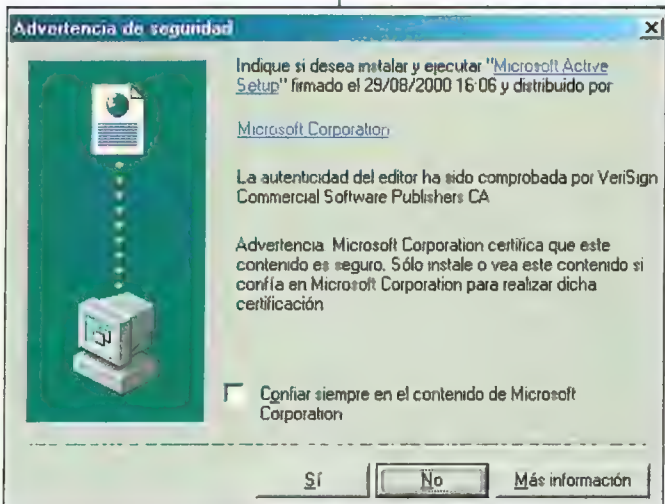 Advertencia de seguridad
Indique si desea instalar y ejecutar "Microsoft Active
Setup" firmado el 29/08/2000 16:06 y distribuido por
Microsoft Corporation
La autenticidad del editor ha sido comprobada por VeriSign
Commercial Software Publishers CA
Advertencia: Microsoft Corporation certifica que este
contenido es seguro. Sólo instale o vea este contenido si
confía en Microsoft Corporation para realizar dicha
certificación
Confiar siempre en el contenido de Microsoft
Corporation
Sí
No
Más información